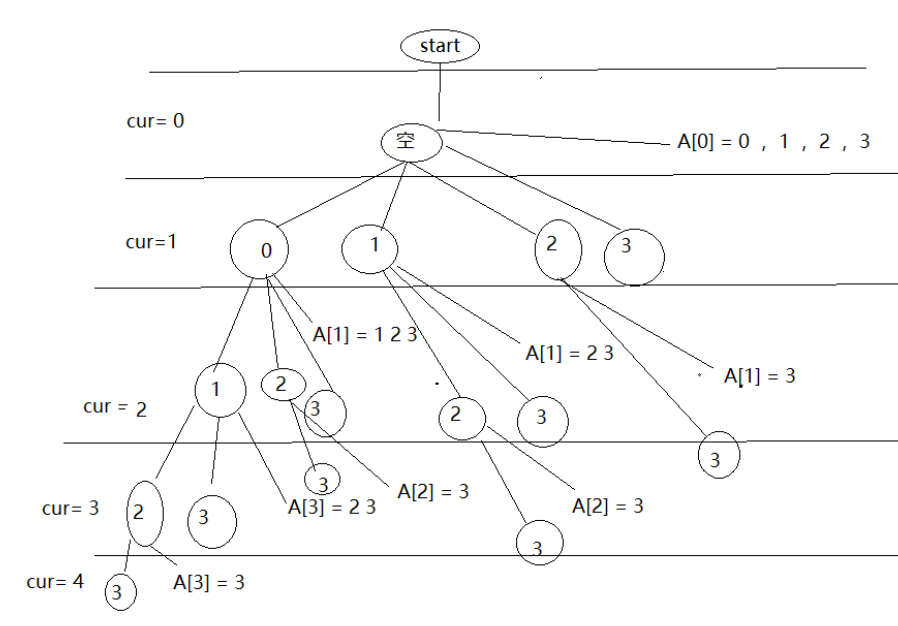 start
cur= 0
空
A[0] = 0 , 1 , 2 , 3
cur=1
0
1
2
3
A[1] = 1 2 3
A[1] = 2 3
A[1] = 3
cur = 2
1
2
3
2
3
3
cur= 3
2
3
A[3] = 2 3
3
A[2] = 3
A[2] = 3
3
cur= 4
3
A[3] = 3